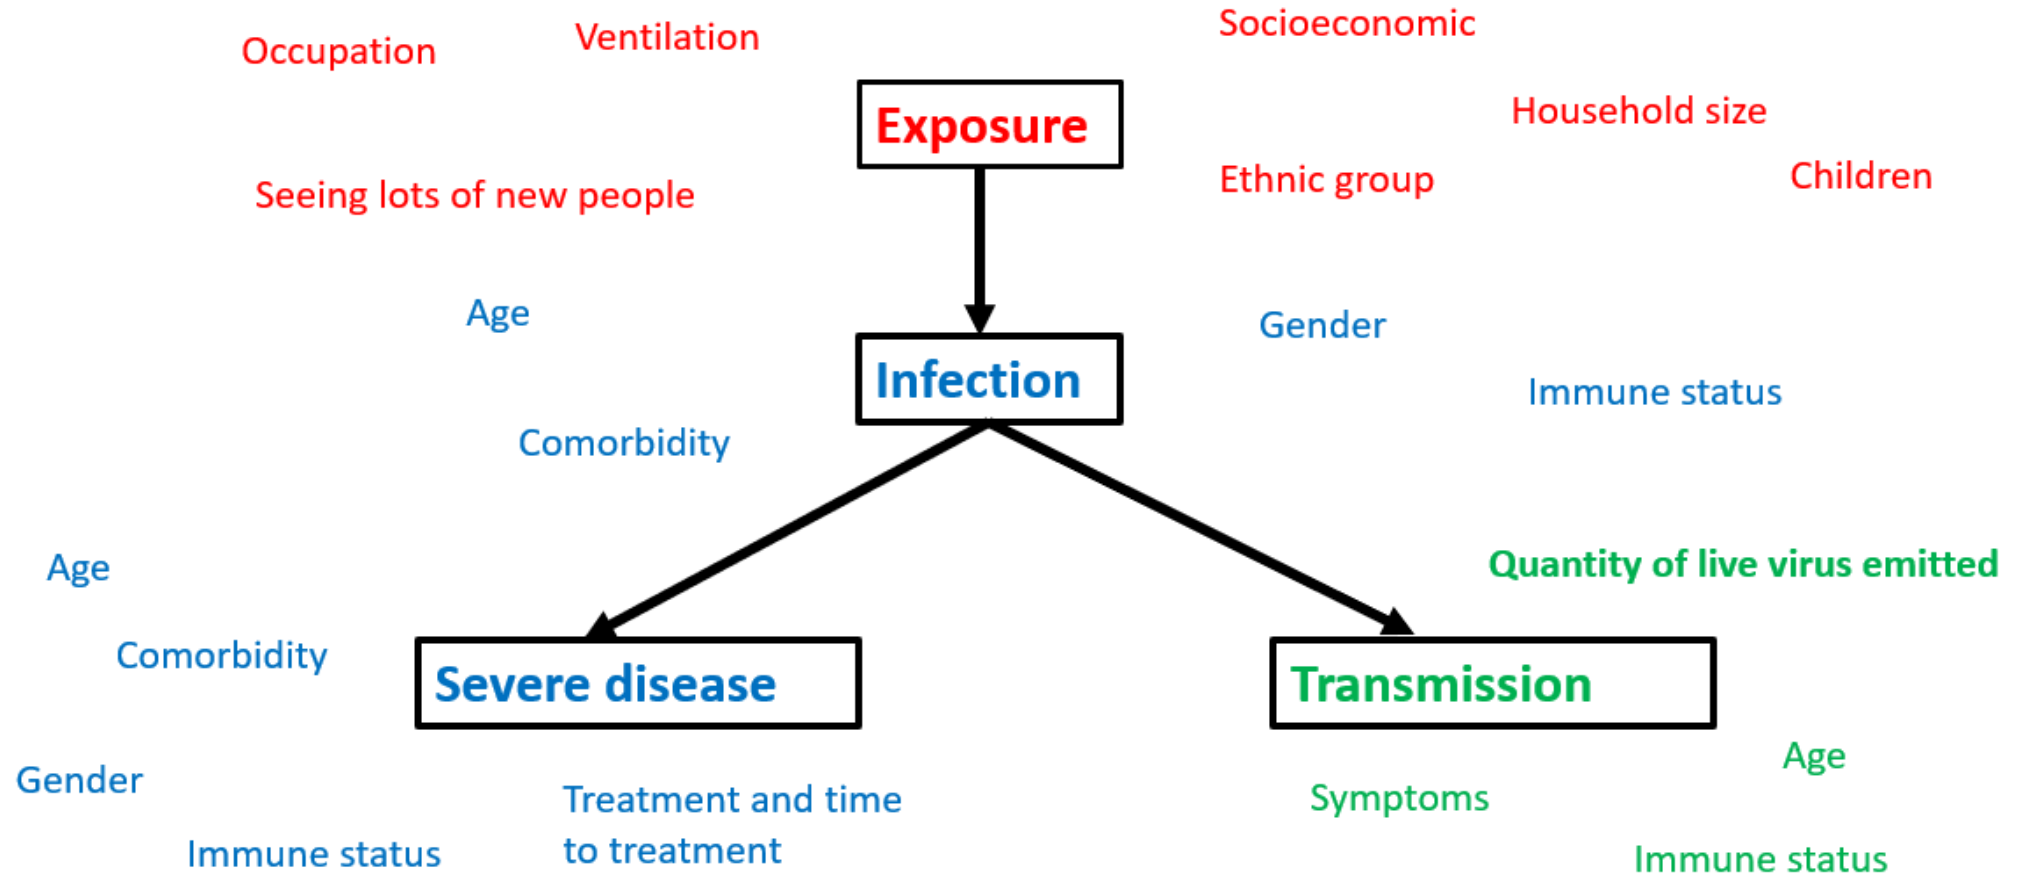 Occupation
Ventilation
Socioeconomic
Exposure
Household size
Seeing lots of new people
Ethnic group
Children
Age
Gender
Infection
Immune status
Comorbidity
Age
Quantity of live virus emitted
Comorbidity
Severe disease
Transmission
Gender
Treatment and time
to treatment
Immune status
Age
Symptoms
Immune status